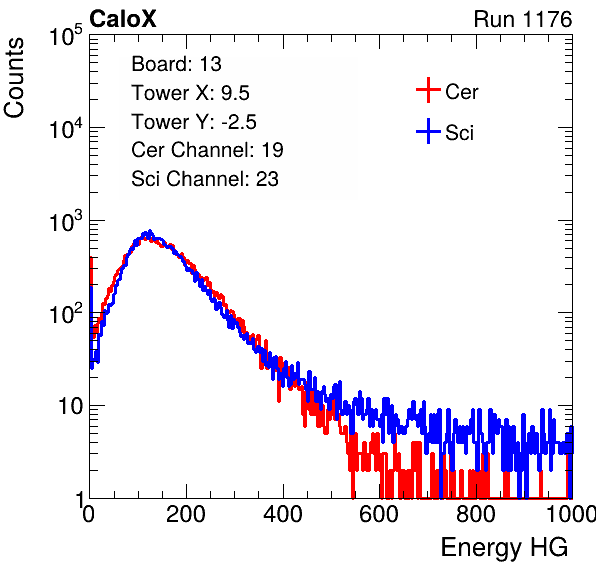 CaloX Run 1176
Counts
10^5
10^4
10^3
10^2
10
1
Board: 13
Tower X: 9.5
Tower Y: -2.5
Cer Channel: 19
Sci Channel: 23
Cer
Sci
0 200 400 600 800 1000
Energy HG